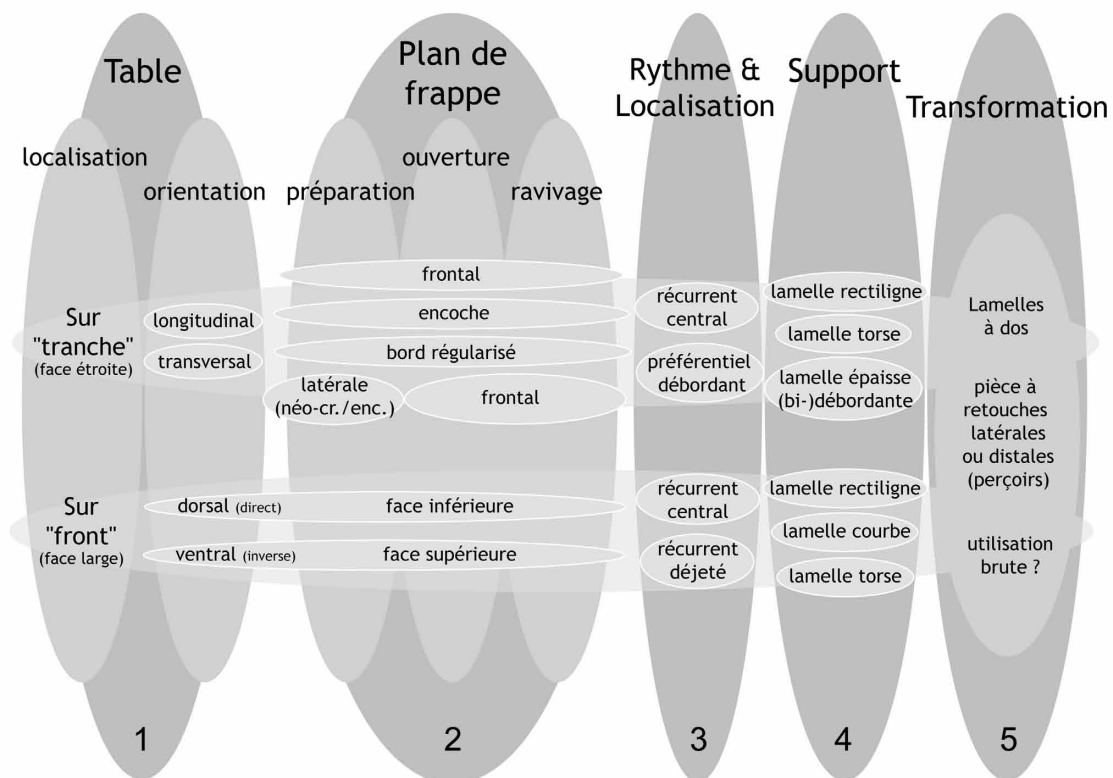 Table
Plan de
frappe
Rythme &
Localisation
Support
Transformation
localisation
orientation
préparation
ouverture
ravivage
Sur
"tranche"
(face étroite)
longitudinal
transversal
frontal
encoche
bord régularisé
latérale
(néo-cr./enc.)
frontal
récurrent
central
préférentiel
débordant
lamelle rectiligne
lamelle torse
lamelle épaisse
(bi-)débordante
Lamelles
à dos
pièce à
retouches
latérales
ou distales
(perçoirs)
utilisation
brute ?
Sur
"front"
(face large)
dorsal (direct) face inférieure
ventral (inverse) face supérieure
récurrent
central
récurrent
déjeté
lamelle rectiligne
lamelle courbe
lamelle torse
1 2 3 4 5